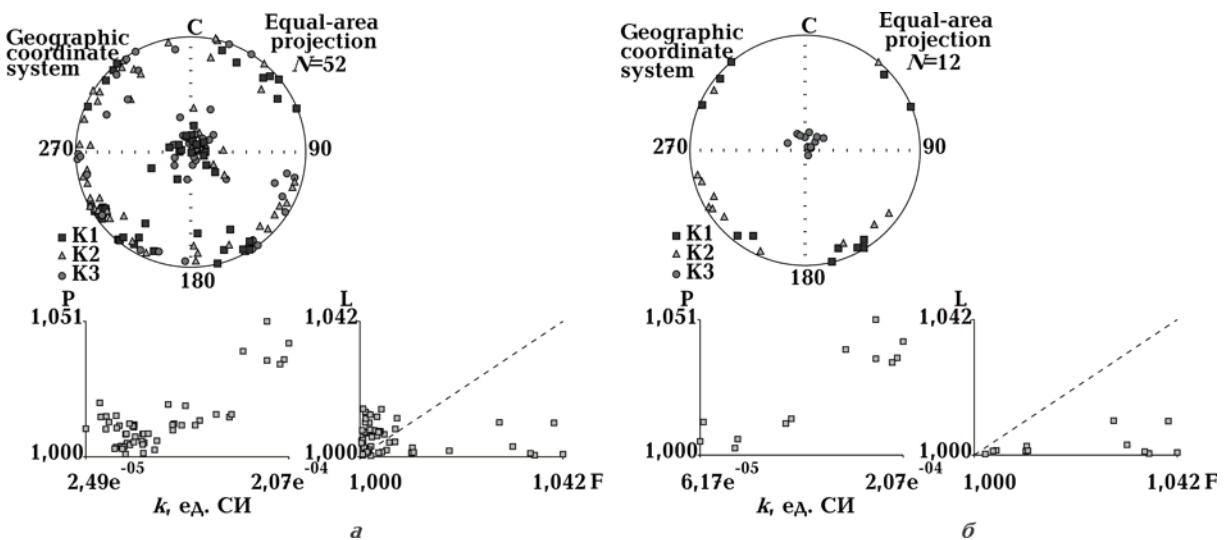 Geographic
coordinate
system
C
Equal-area
projection
N=52
270
90
180
K1
K2
K3
P
1,051
1,000
2,49e-05
2,07e-04
k, ед. СИ
L
1,042
1,000
1,000
1,042 F
а
Geographic
coordinate
system
C
Equal-area
projection
N=12
270
90
180
K1
K2
K3
P
1,051
1,000
6,17e-05
2,07e-04
k, ед. СИ
L
1,042
1,000
1,000
1,042 F
б